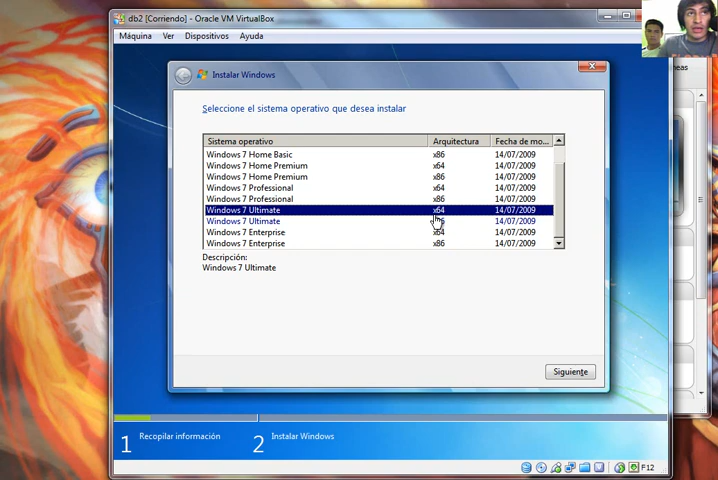 db2 [Corriendo] - Oracle VM VirtualBox
Máquina Ver Dispositivos Ayuda
Instalar Windows
Seleccione el sistema operativo que desea instalar
Sistema operativo Arquitectura Fecha de mo...
Windows 7 Home Basic x86 14/07/2009
Windows 7 Home Premium x64 14/07/2009
Windows 7 Home Premium x86 14/07/2009
Windows 7 Professional x64 14/07/2009
Windows 7 Professional x86 14/07/2009
Windows 7 Ultimate x64 14/07/2009
Windows 7 Ultimate 14/07/2009
Windows 7 Enterprise x64 14/07/2009
Windows 7 Enterprise x86 14/07/2009
Descripción:
Windows 7 Ultimate
Siguiente
1 Recopilar información 2 Instalar Windows
F12